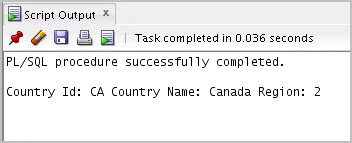 Script Output x
Task completed in 0.036 seconds
PL/SQL procedure successfully completed.
Country Id: CA Country Name: Canada Region: 2